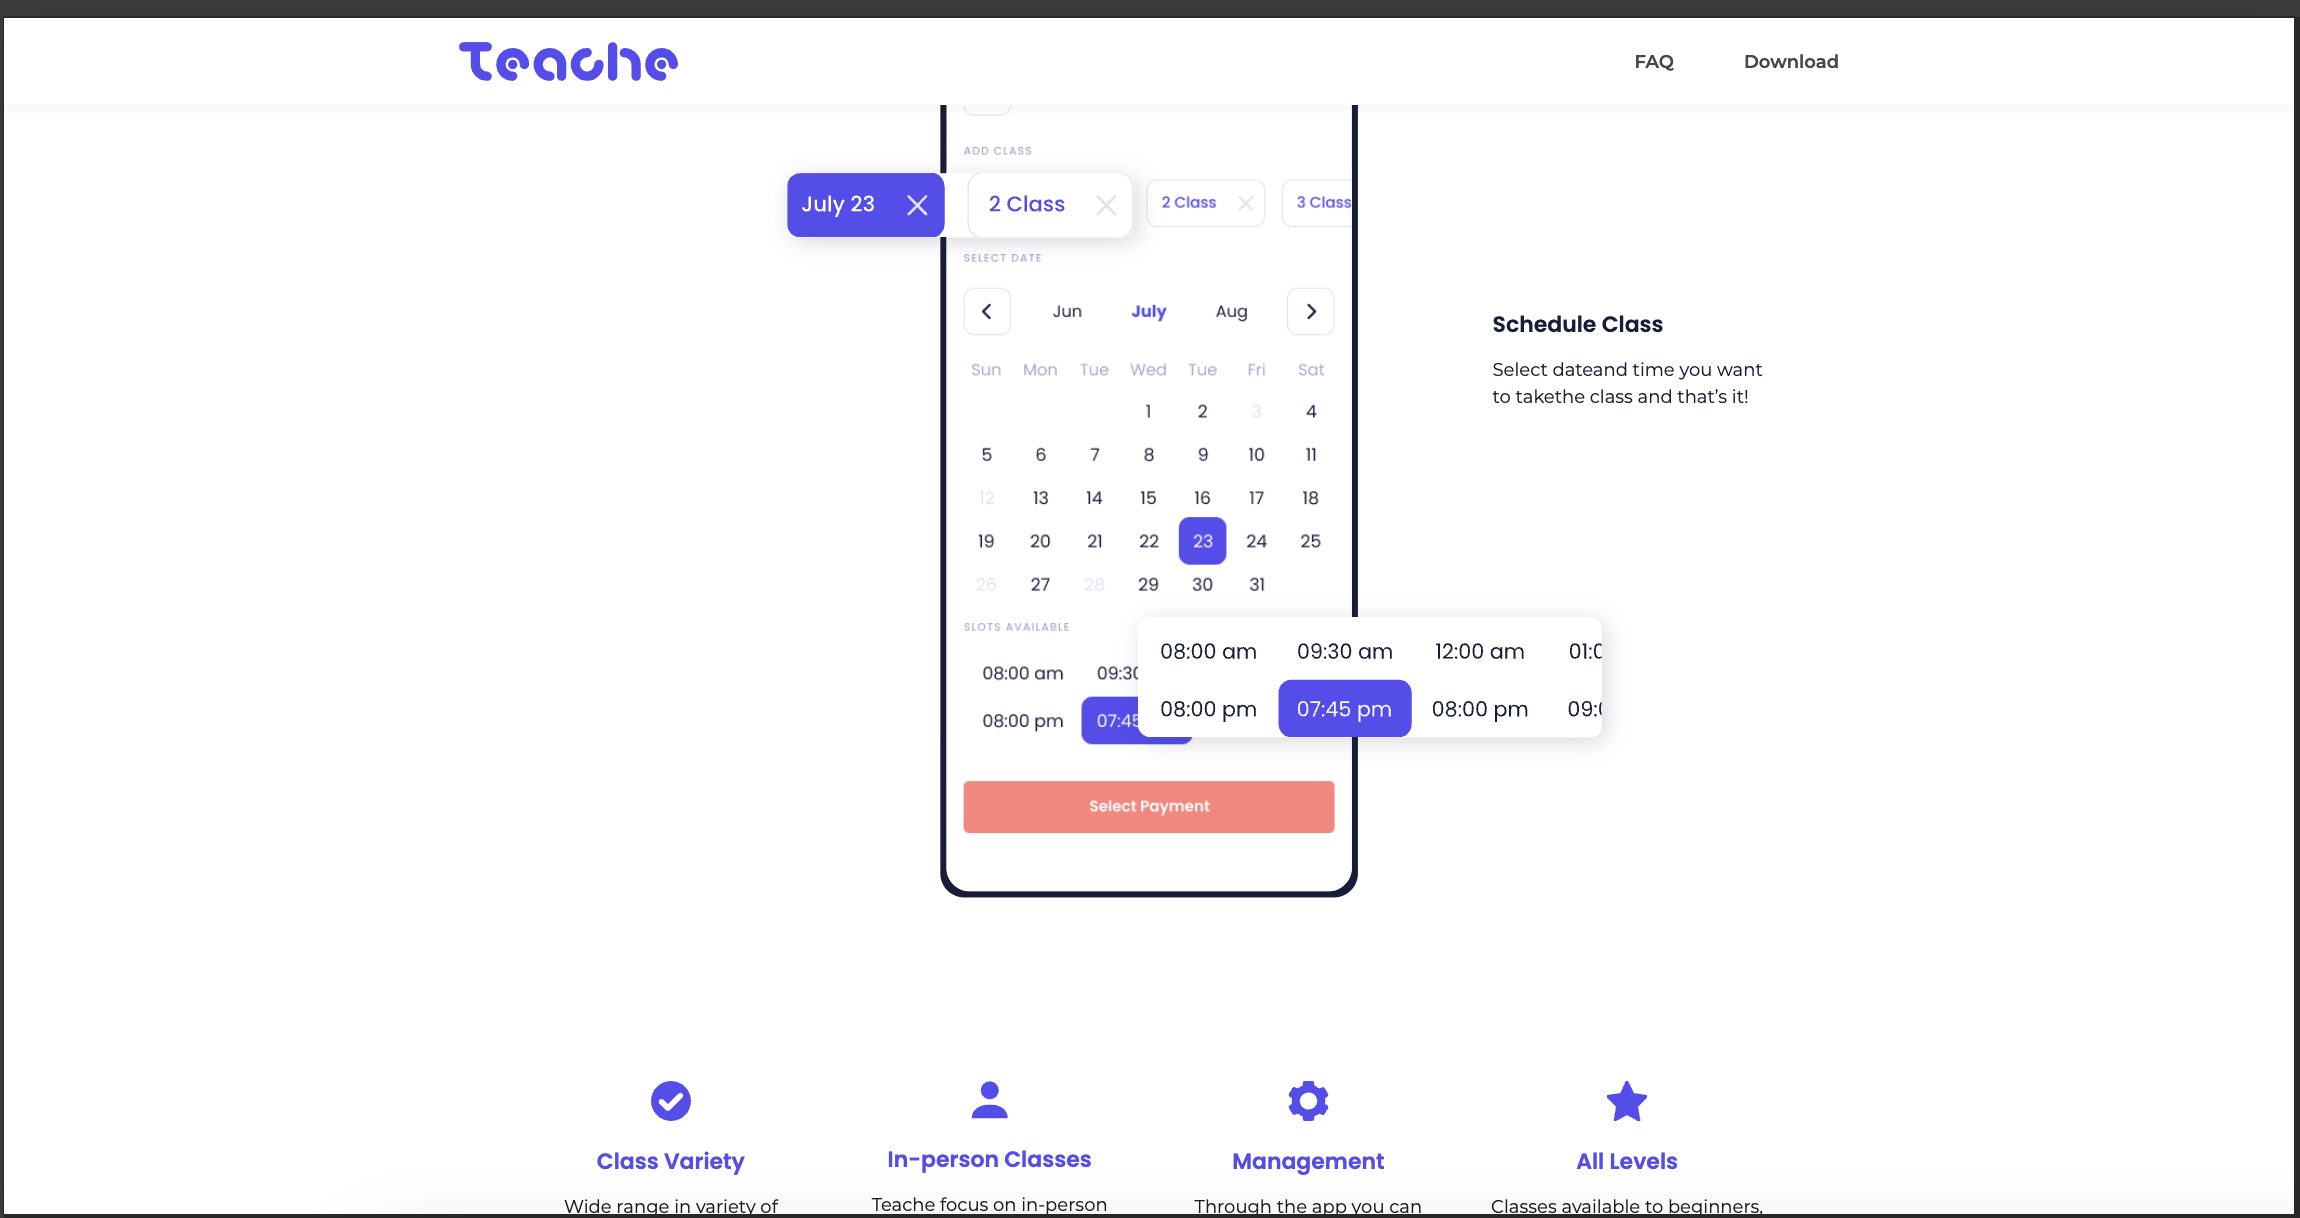 Teache
FAQ Download
ADD CLASS
July 23 2 Class 2 Class 3 Class
SELECT DATE
Jun July Aug
Sun Mon Tue Wed Tue Fri Sat
1 2 3 4
5 6 7 8 9 10 11
12 13 14 15 16 17 18
19 20 21 22 23 24 25
26 27 28 29 30 31
SLOTS AVAILABLE
08:00 am 09:30
08:00 pm 07:45
08:00 am 09:30 am 12:00 am 01:0
08:00 pm 07:45 pm 08:00 pm 09:0
Select Payment
Schedule Class
Select dateand time you want
to takethe class and that's it!
Class Variety
Wide range in variety of
In-person Classes
Teache focus on in-person
Management
Through the app you can
All Levels
Classes available to beginners,